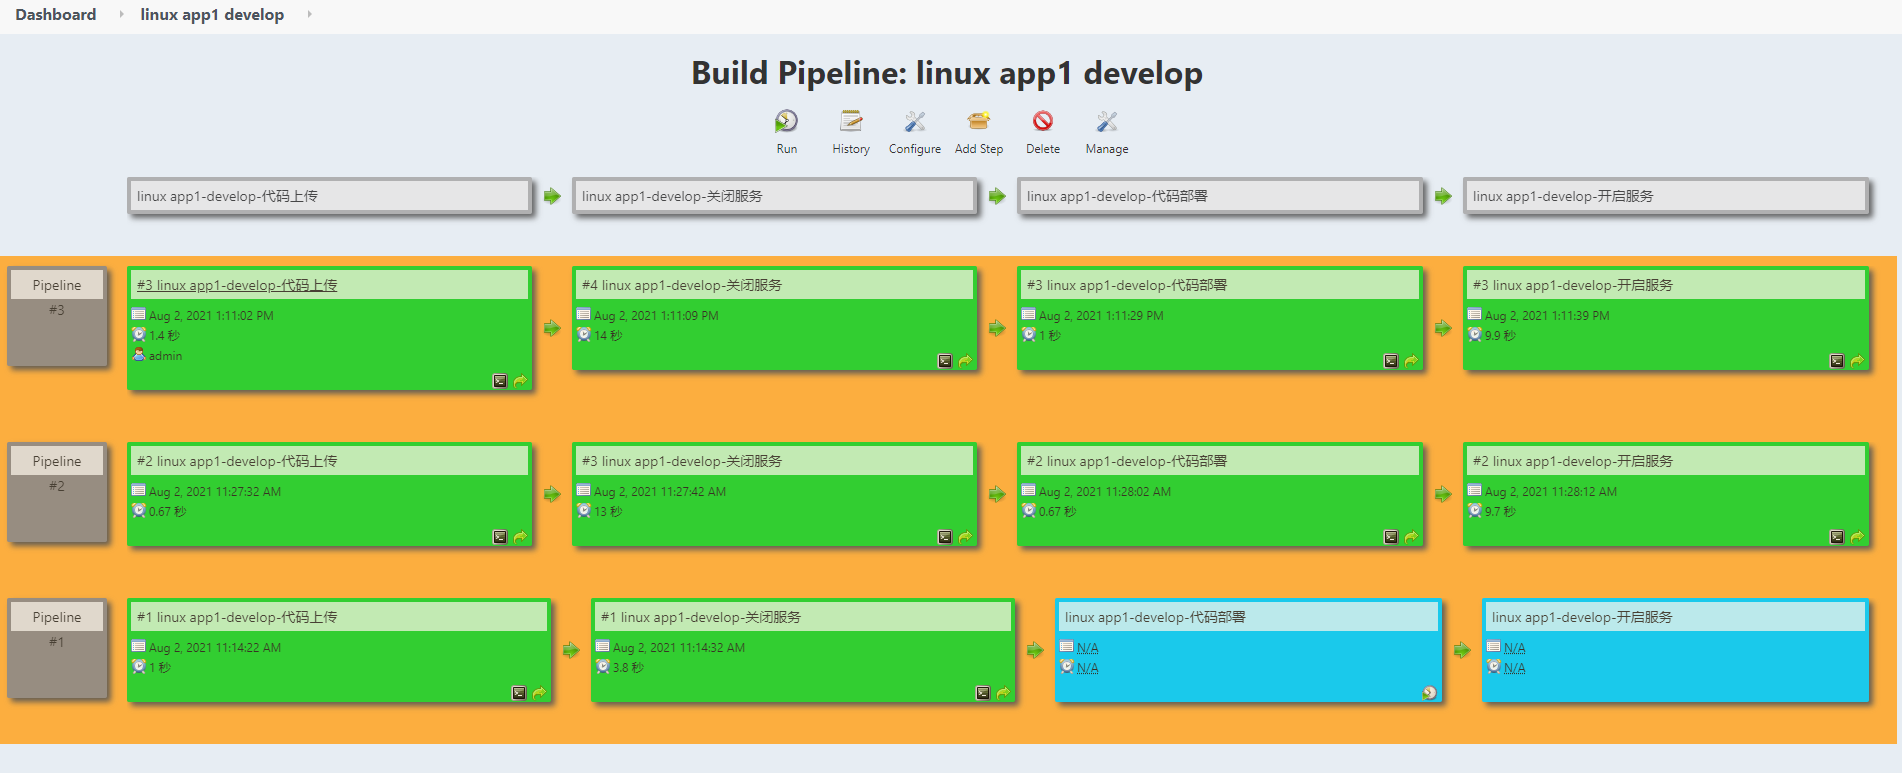 Dashboard
linux app1 develop
Build Pipeline: linux app1 develop
Run
History
Configure
Add Step
Delete
Manage
linux app1-develop-代码上传
linux app1-develop-关闭服务
linux app1-develop-代码部署
linux app1-develop-开启服务
Pipeline
#3
#3 linux app1-develop-代码上传
Aug 2, 2021 1:11:02 PM
1.4 秒
admin
#4 linux app1-develop-关闭服务
Aug 2, 2021 1:11:09 PM
14 秒
#3 linux app1-develop-代码部署
Aug 2, 2021 1:11:29 PM
1 秒
#3 linux app1-develop-开启服务
Aug 2, 2021 1:11:39 PM
9.9 秒
Pipeline
#2
#2 linux app1-develop-代码上传
Aug 2, 2021 11:27:32 AM
0.67 秒
#3 linux app1-develop-关闭服务
Aug 2, 2021 11:27:42 AM
13 秒
#2 linux app1-develop-代码部署
Aug 2, 2021 11:28:02 AM
0.67 秒
#2 linux app1-develop-开启服务
Aug 2, 2021 11:28:12 AM
9.7 秒
Pipeline
#1
#1 linux app1-develop-代码上传
Aug 2, 2021 11:14:22 AM
1 秒
#1 linux app1-develop-关闭服务
Aug 2, 2021 11:14:32 AM
3.8 秒
linux app1-develop-代码部署
N/A
N/A
linux app1-develop-开启服务
N/A
N/A